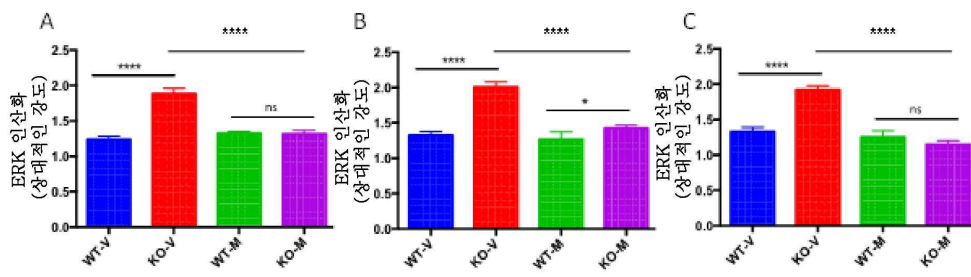 A
****
2.5
2.0
1.5
1.0
0.5
0.0
****
ns
ERK 인산화
(상대적인 강도)
WT-V
KO-V
WT-M
KO-M
B
****
2.5
2.0
1.5
1.0
0.5
0.0
****
*
ERK 인산화
(상대적인 강도)
WT-V
KO-V
WT-M
KO-M
C
****
2.5
2.0
1.5
1.0
0.5
0.0
****
ns
ERK 인산화
(상대적인 강도)
WT-V
KO-V
WT-M
KO-M